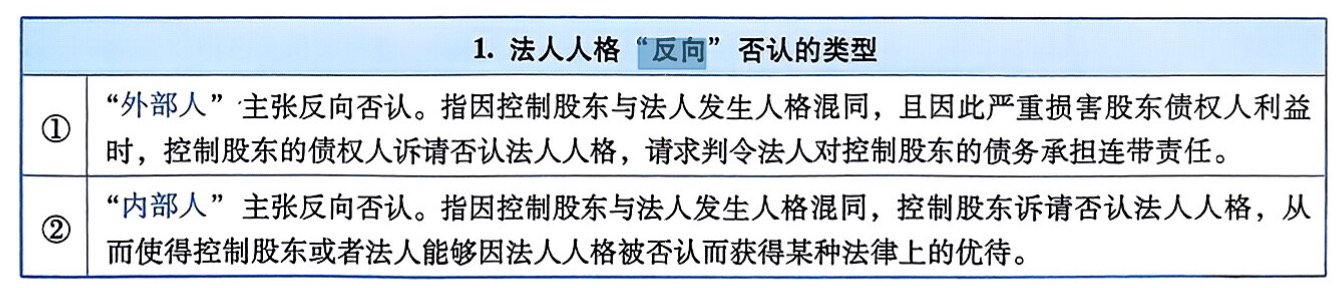 1. 法人人格“反向”否认的类型
①
“外部人”主张反向否认。指因控制股东与法人发生人格混同，且因此严重损害股东债权人利益
时，控制股东的债权人诉请否认法人人格，请求判令法人对控制股东的债务承担连带责任。
②
“内部人”主张反向否认。指因控制股东与法人发生人格混同，控制股东诉请否认法人人格，从
而使得控制股东或者法人能够因法人人格被否认而获得某种法律上的优待。